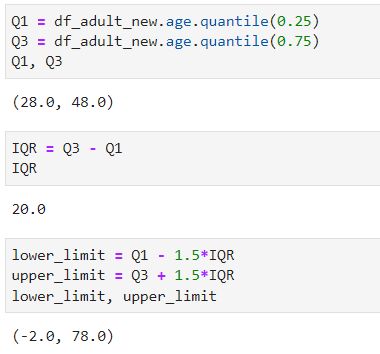 Q1 = df_adult_new.age.quantile(0.25)
Q3 = df_adult_new.age.quantile(0.75)
Q1, Q3
(28.0, 48.0)
IQR = Q3 - Q1
IQR
20.0
lower_limit = Q1 - 1.5*IQR
upper_limit = Q3 + 1.5*IQR
lower_limit, upper_limit
(-2.0, 78.0)